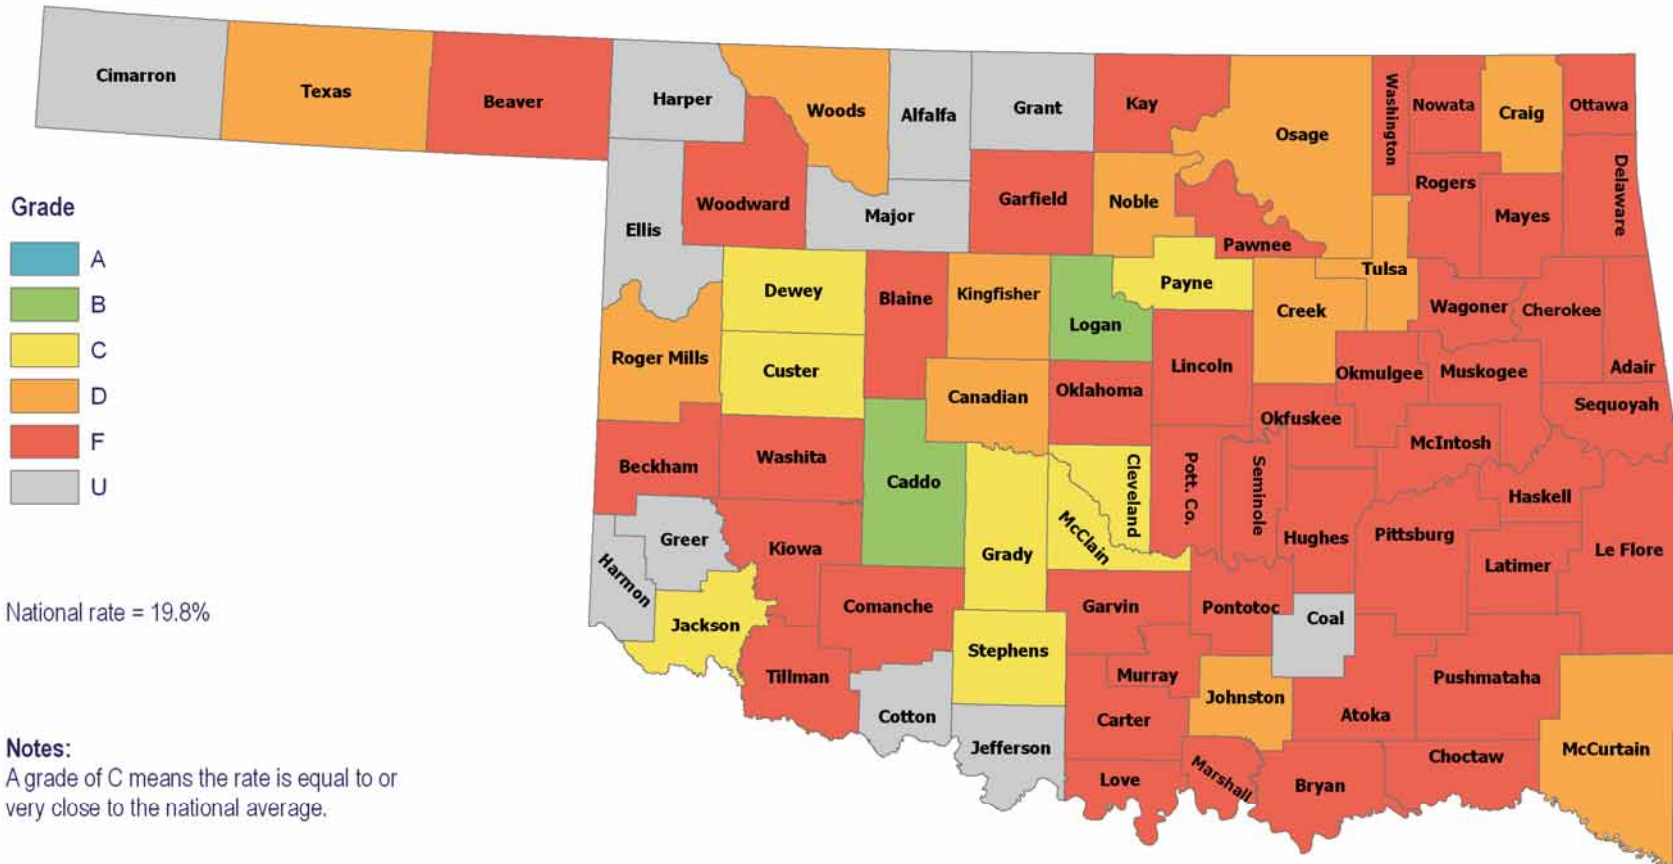 Cimarron
Texas
Beaver
Harper
Woods
Alfalfa
Grant
Kay
Osage
Washington
Nowata
Craig
Ottawa
Delaware
Ellis
Woodward
Major
Garfield
Noble
Pawnee
Rogers
Mayes
Grade
A
B
C
D
F
U
Dewey
Blaine
Kingfisher
Logan
Payne
Creek
Tulsa
Wagoner
Cherokee
Adair
Roger Mills
Custer
Canadian
Oklahoma
Lincoln
Okmulgee
Muskogee
Sequoyah
Okfuskee
McIntosh
Beckham
Washita
Caddo
Grady
McClain
Cleveland
Pott. Co.
Seminole
Hughes
Pittsburg
Haskell
Latimer
Le Flore
Harmon
Greer
Kiowa
Jackson
Comanche
Garvin
Pontotoc
Coal
National rate = 19.8%
Tillman
Stephens
Murray
Johnston
Atoka
Pushmataha
Cotton
Jefferson
Carter
Love
Marshall
Bryan
Choctaw
McCurtain
Notes:
A grade of C means the rate is equal to or
very close to the national average.